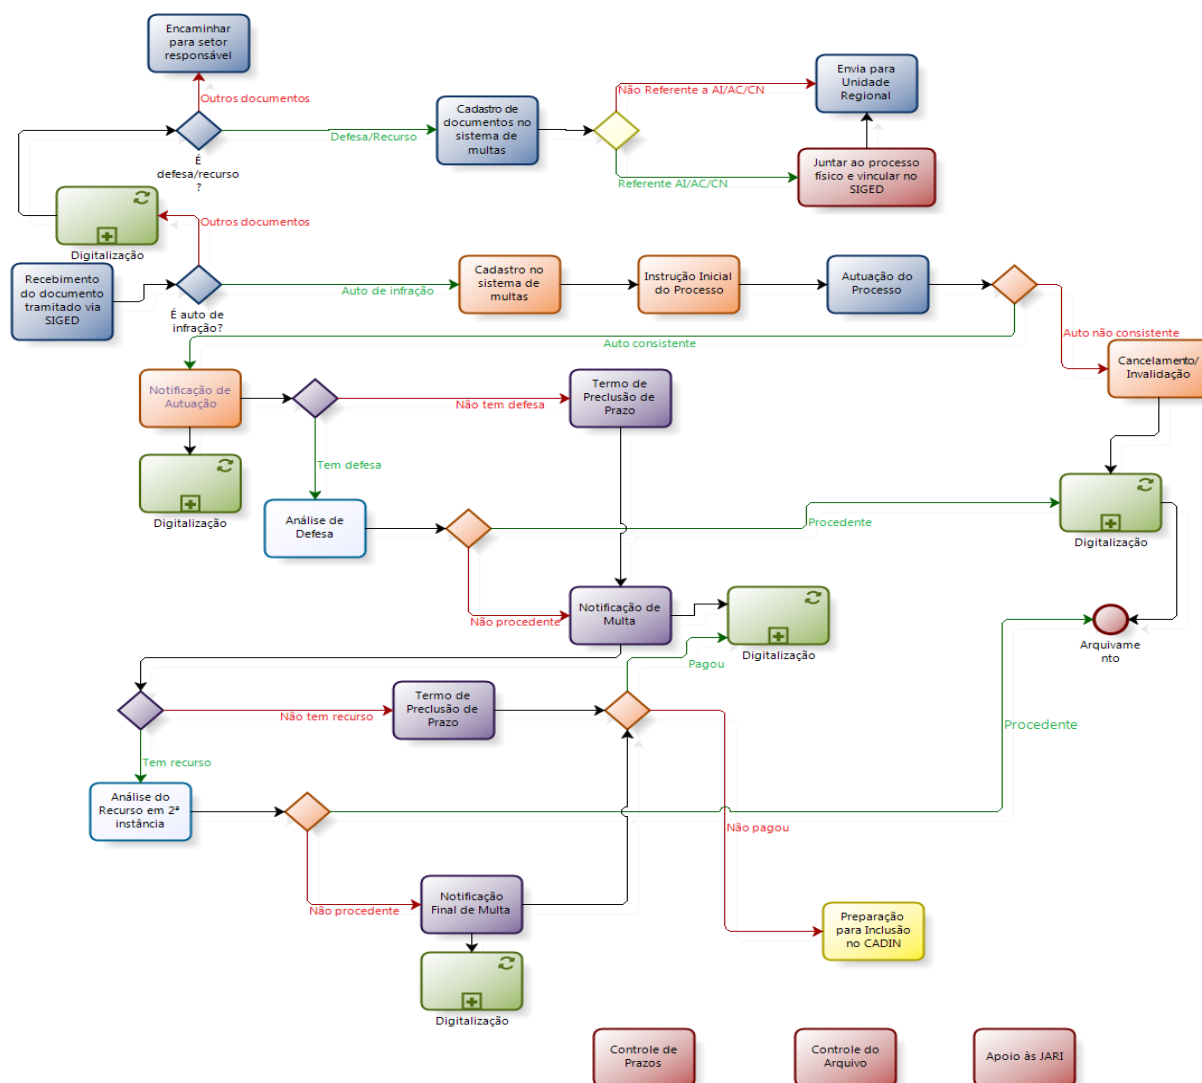 Encaminhar
para setor
responsável
Outros documentos
É
defesa/recurso
?
Defesa/Recurso
Cadastro de
documentos no
sistema de
multas
Não Referente a AI/AC/CN
Referente AI/AC/CN
Envia para
Unidade
Regional
Juntar ao processo
físico e vincular no
SIGED
Digitalização
Outros documentos
Recebimento
do documento
tramitado via
SIGED
É auto de
infração?
Auto de infração
Cadastro no
sistema de
multas
Instrução Inicial
do Processo
Autuação do
Processo
Auto consistente
Auto não consistente
Cancelamento/
Invalidação
Notificação de
Autuação
Não tem defesa
Termo de
Preclusão de
Prazo
Digitalização
Tem defesa
Análise de
Defesa
Procedente
Digitalização
Não procedente
Notificação de
Multa
Digitalização
Arquivame
nto
Pagou
Não tem recurso
Termo de
Preclusão de
Prazo
Procedente
Tem recurso
Análise do
Recurso em 2ª
instância
Não pagou
Não procedente
Notificação
Final de Multa
Preparação
para Inclusão
no CADIN
Digitalização
Controle de
Prazos
Controle do
Arquivo
Apoio às JARI